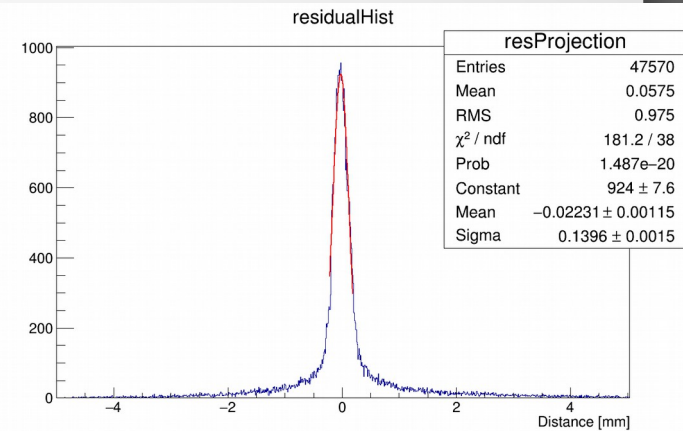 residualHist
resProjection
Entries 47570
Mean 0.0575
RMS 0.975
χ² / ndf 181.2 / 38
Prob 1.487e−20
Constant 924 ± 7.6
Mean −0.02231 ± 0.00115
Sigma 0.1396 ± 0.0015
1000
800
600
400
200
0
−4 −2 0 2 4
Distance [mm]